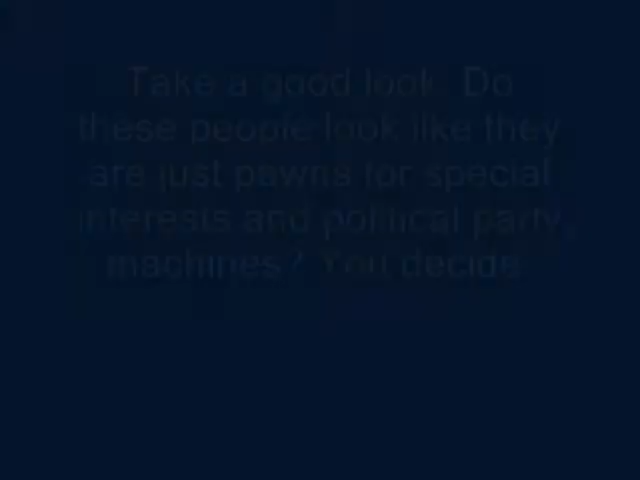 Take a good look. Do
these people look like they
are just pawns for special
interests and political party
machines? You decide